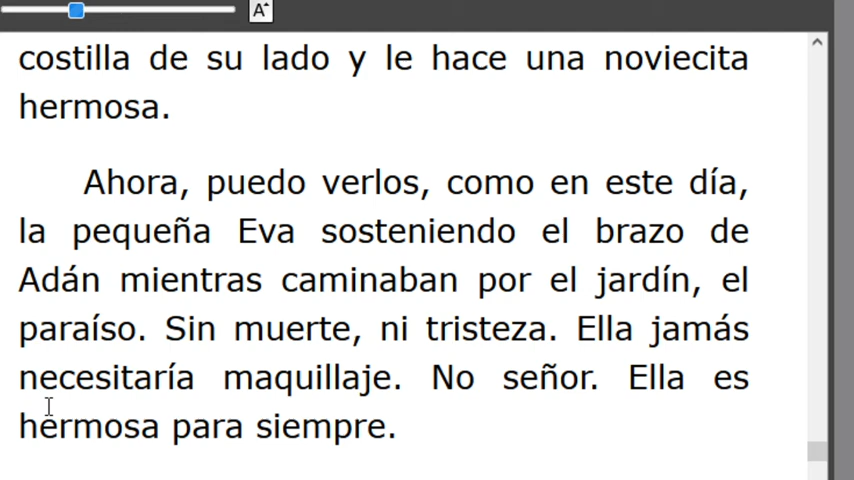 A
costilla de su lado y le hace una noviecita
hermosa.
Ahora, puedo verlos, como en este día,
la pequeña Eva sosteniendo el brazo de
Adán mientras caminaban por el jardín, el
paraíso. Sin muerte, ni tristeza. Ella jamás
necesitaría maquillaje. No señor. Ella es
hermosa para siempre.